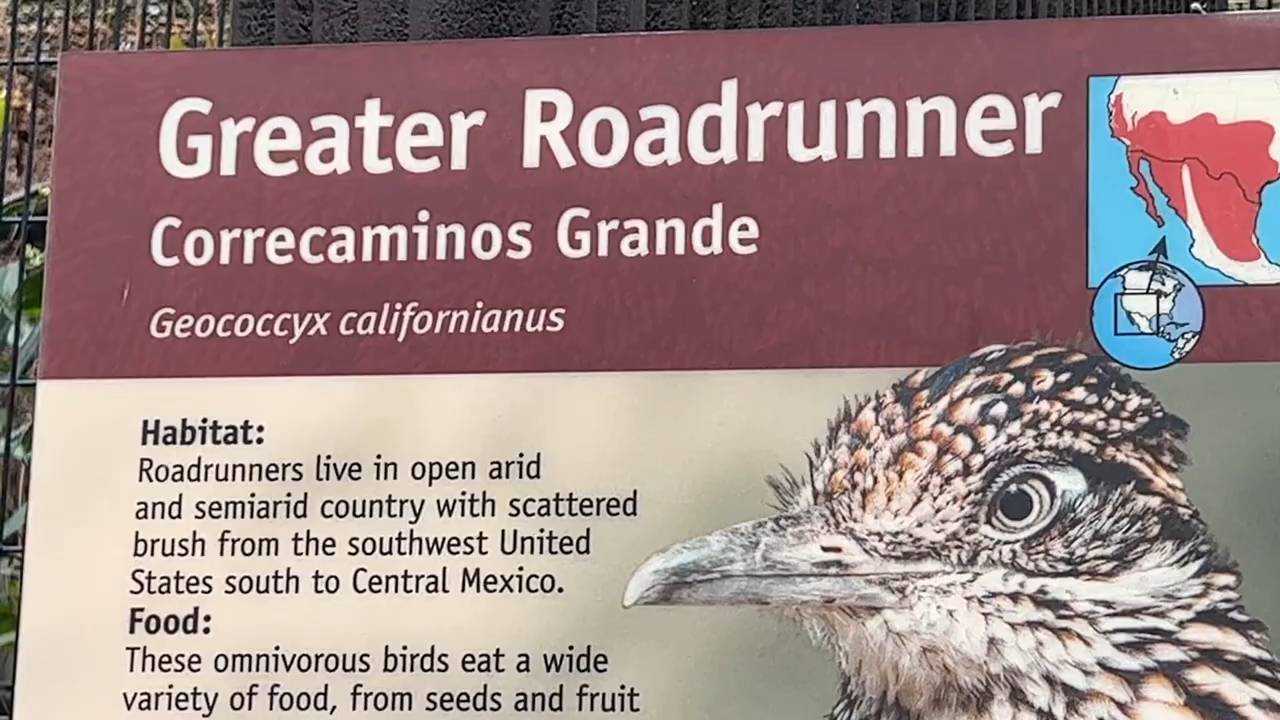 Greater Roadrunner
Correcaminos Grande
Geococcyx californianus
Habitat:
Roadrunners live in open arid
and semiarid country with scattered
brush from the southwest United
States south to Central Mexico.
Food:
These omnivorous birds eat a wide
variety of food, from seeds and fruit